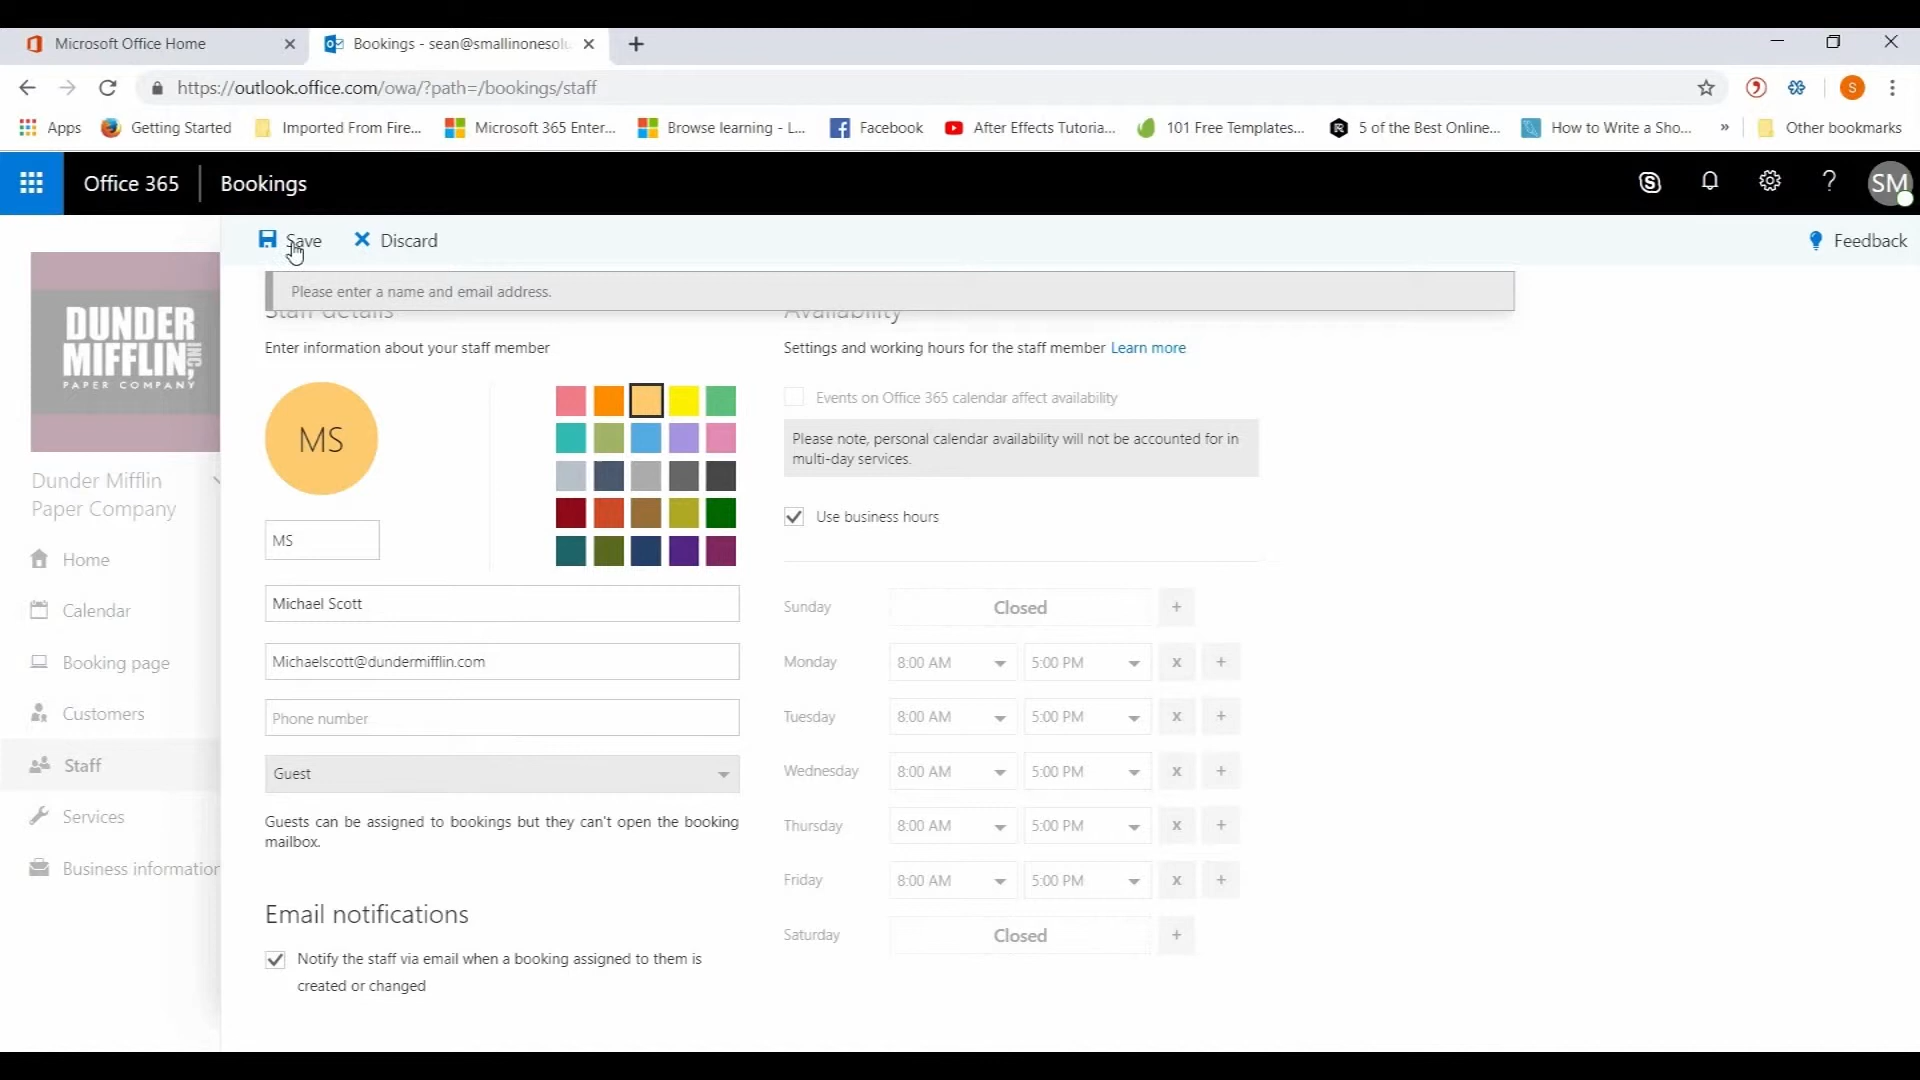 Microsoft Office Home
Bookings - sean@smallinonesolu
https://outlook.office.com/owa/?path=/bookings/staff
S
Apps
Getting Started
Imported From Fire...
Microsoft 365 Enter...
Browse learning - L...
Facebook
After Effects Tutoria...
101 Free Templates...
5 of the Best Online...
How to Write a Sho...
»
Other bookmarks
Office 365
Bookings
SM
Save
Discard
Feedback
Please enter a name and email address.
Staff details
Availability
DUNDER
MIFFLIN, INC
PAPER COMPANY
Dunder Mifflin
Paper Company
Home
Calendar
Booking page
Customers
Staff
Services
Business information
Enter information about your staff member
MS
MS
Michael Scott
Michaelscott@dundermifflin.com
Phone number
Guest
Guests can be assigned to bookings but they can't open the booking
mailbox.
Email notifications
Notify the staff via email when a booking assigned to them is
created or changed
Settings and working hours for the staff member Learn more
Events on Office 365 calendar affect availability
Please note, personal calendar availability will not be accounted for in
multi-day services.
Use business hours
Sunday Closed +
Monday 8:00 AM 5:00 PM x +
Tuesday 8:00 AM 5:00 PM x +
Wednesday 8:00 AM 5:00 PM x +
Thursday 8:00 AM 5:00 PM x +
Friday 8:00 AM 5:00 PM x +
Saturday Closed +